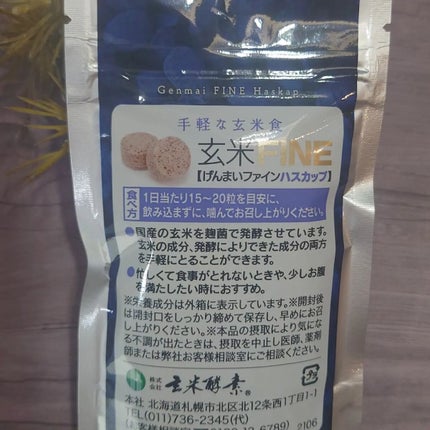 Genmai FINE Haskap
手軽な玄米食
玄米FINE
【げんまいファインハスカップ】
食べ方
1日当たり15～20粒を目安に、
飲み込まずに、噛んでお召し上がりください。
●国産の玄米を麹菌で発酵させています。
玄米の成分、発酵によりできた成分の両方
を手軽にとることができます。
●忙しくて食事がとれないときや、少しお腹
を満たしたい時におすすめ。
※栄養成分は外箱に表示しています。※開封後
は開封口をしっかり締めて保存し、早めにお召
し上がりください。※本品の摂取により気にな
る不調が出たときは、摂取を中止し医師、薬剤
師または弊社お客様相談室にご相談ください。
株式会社 玄米酵素®
本社 北海道札幌市北区北12条西1丁目1-1
TEL(011)736-2345(代)
2106